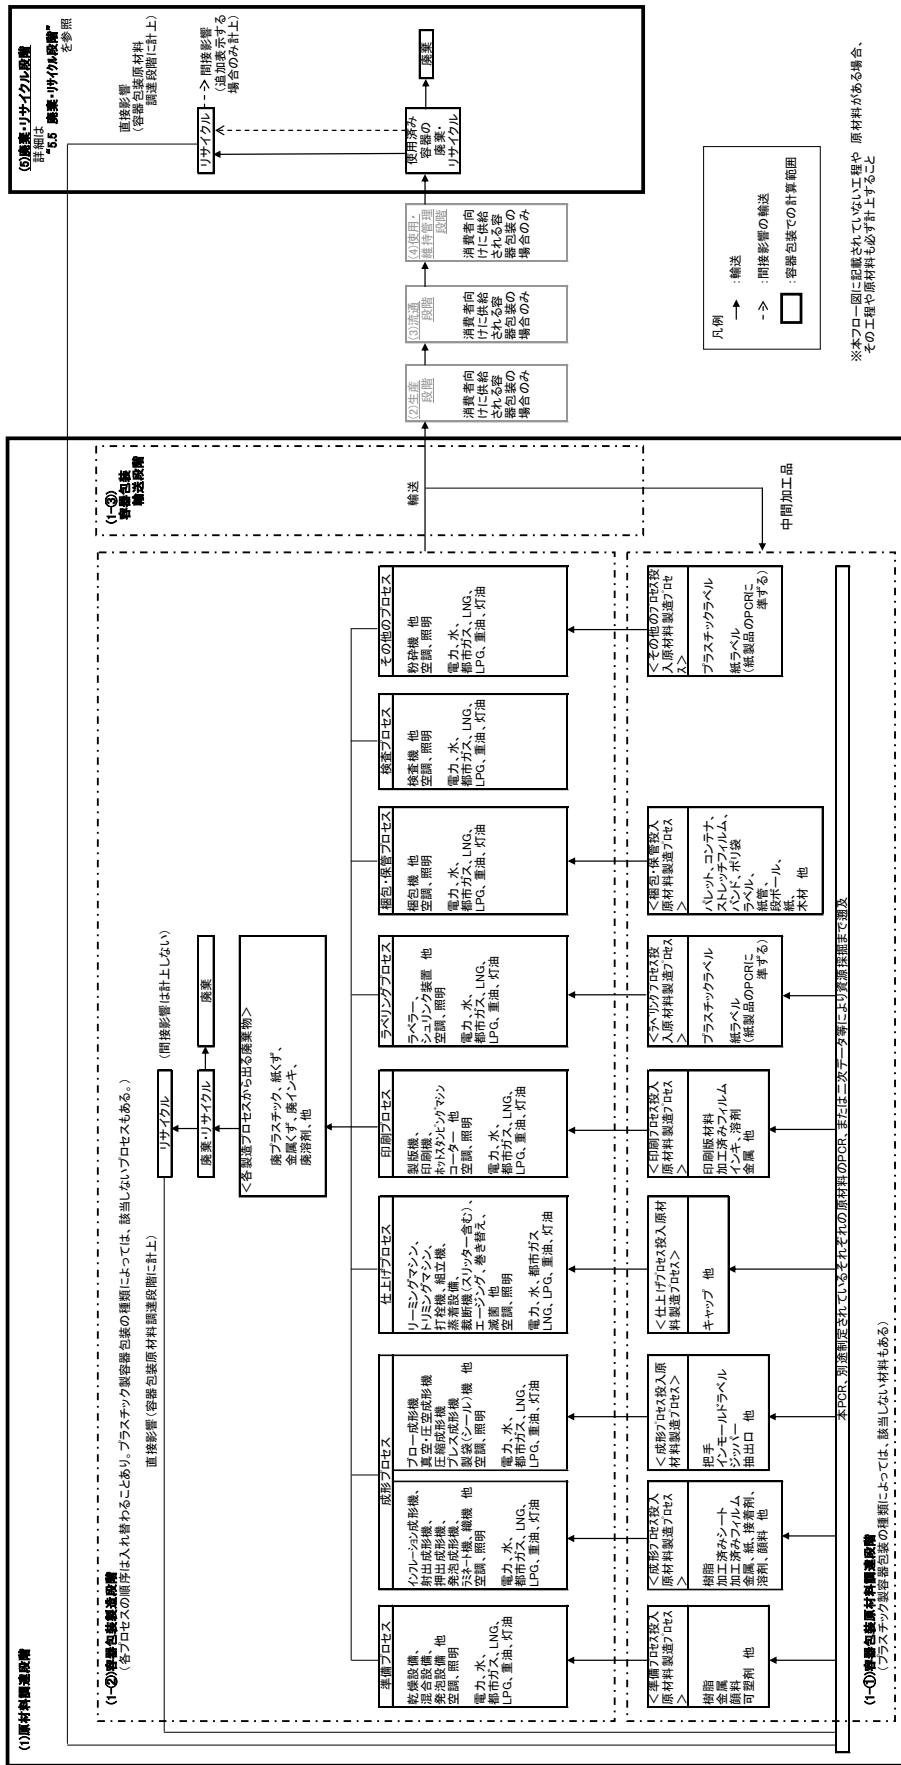 (1)原材料調達段階
(1-②)容器包装製造段階
(各プロセスの順序は入れ替わることあり。プラスチック製容器包装の種類によっては、該当しないプロセスもある。)
直接影響(容器包装原材料調達段階に計上)
リサイクル
(間接影響は計上しない)
廃棄・リサイクル
廃棄
<各製造プロセスから出る廃棄物>
廃プラスチック、紙くず、
金属くず、廃インキ、
廃溶剤、他
準備プロセス
乾燥設備、
混合設備、
発泡設備 他
空調、照明
電力、水、
都市ガス、LNG、
LPG、重油、灯油
成形プロセス
インフレーション成形機、
射出成形機、
押出成形機、
発泡成形機、
ラミネート機、織機 他
空調、照明
電力、水、
都市ガス、LNG、
LPG、重油、灯油
ブロー成形機
真空・圧空成形機
圧縮成形機
プレス成形機
製袋(シール)機 他
空調、照明
電力、水、
都市ガス、LNG、
LPG、重油、灯油
仕上げプロセス
リーミングマシン、
トリミングマシン、
打栓機、組立機、
蒸着設備、
裁断機(スリッター含む)、
エージング、巻き替え、
滅菌 他
空調、照明
電力、水、都市ガス
LNG、LPG、重油、灯油
印刷プロセス
製版機、
印刷機、
ホットスタンピングマシン
コーター 他
空調、照明
電力、水、
都市ガス、LNG、
LPG、重油、灯油
ラベリングプロセス
ラベラー、
シュリンク装置 他
空調、照明
電力、水、
都市ガス、LNG、
LPG、重油、灯油
梱包・保管プロセス
梱包機 他
空調、照明
電力、水、
都市ガス、LNG、
LPG、重油、灯油
検査プロセス
検査機 他
空調、照明
電力、水、
都市ガス、LNG、
LPG、重油、灯油
その他のプロセス
粉砕機 他
空調、照明
電力、水、
都市ガス、LNG、
LPG、重油、灯油
<準備プロセス投入
原材料製造プロセス
>
樹脂
金属
顔料
可塑剤 他
<成形プロセス投入
原材料製造プロセス
>
樹脂
加工済みシート
加工済みフィルム
金属、紙、接着剤、
溶剤、顔料 他
<成形プロセス投入原
材料製造プロセス>
把手
インモールドラベル
ジッパー
抽出口 他
<仕上げプロセス投入原材
料製造プロセス>
キャップ 他
<印刷プロセス投入
原材料製造プロセス
>
印刷版材料
加工済みフィルム
インキ、溶剤
金属 他
<ラベリングプロセス投
入原材料製造プロセス
>
プラスチックラベル
紙ラベル
(紙製品のPCRに
準ずる)
<梱包・保管投入
原材料製造プロセス
>
パレット、コンテナ、
ストレッチフィルム、
バンド、ポリ袋
ラベル、
紙管、
段ボール、
紙、
木材 他
<その他のプロセス投
入原材料製造プロセ
ス>
プラスチックラベル
紙ラベル
(紙製品のPCRに
準ずる)
本PCR、別途制定されているそれぞれの原材料のPCR、または二次データ等により資源採掘まで遡及
(1-①)容器包装原材料調達段階
(プラスチック製容器包装の種類によっては、該当しない材料もある)
(1-③)
容器包装
輸送段階
輸送
中間加工品
(2)生産
段階
消費者向
けに供給
される容
器包装の
場合のみ
(3)流通
段階
消費者向
けに供給
される容
器包装の
場合のみ
(4)使用・
維持管理
段階
消費者向
けに供給
される容
器包装の
場合のみ
(5)廃棄・リサイクル段階
詳細は
"5.5 廃棄・リサイクル段階"
を参照
直接影響
(容器包装原材料
調達段階に計上)
リサイクル
間接影響
(追加表示する
場合のみ計上)
使用済み
容器の
廃棄・
リサイクル
廃棄
凡例
:輸送
:間接影響の輸送
:容器包装での計算範囲
※本フロー図に記載されていない工程や 原材料がある場合、
その工程や原材料も必ず計上すること